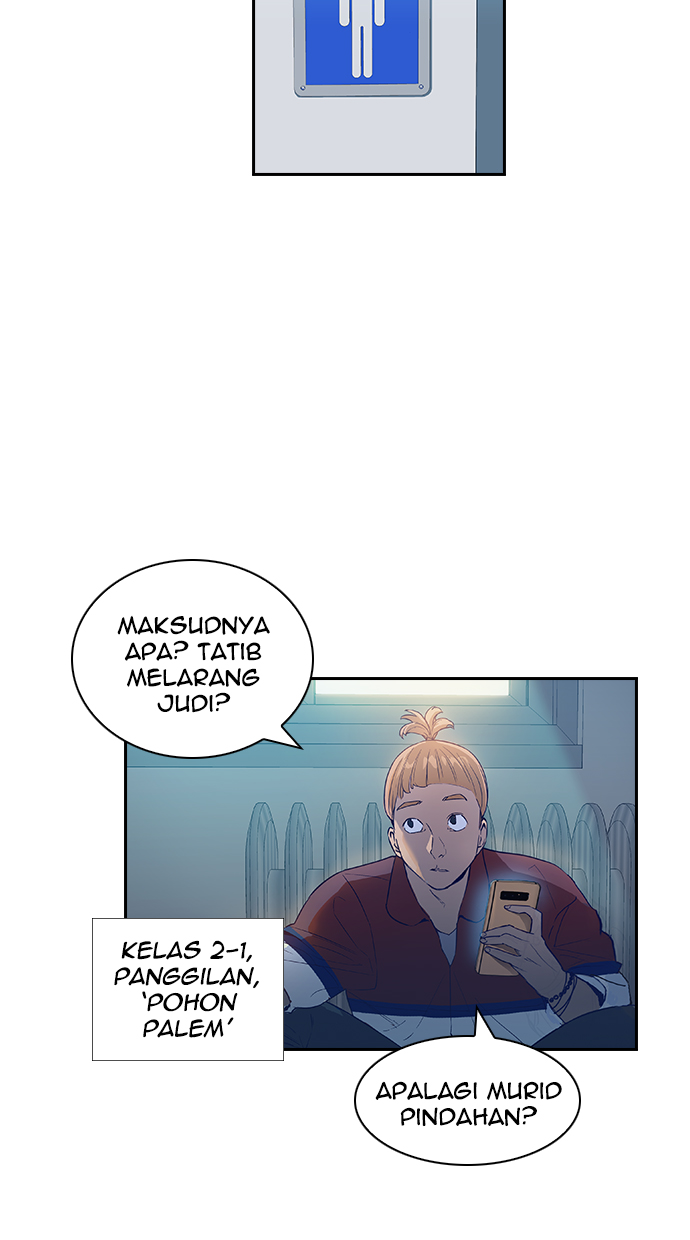 MAKSUDNYA
APA? TATIB
MELARANG
JUDI?
KELAS 2-1,
PANGGILAN,
'POHON
PALEM'
APALAGI MURID
PINDAHAN?